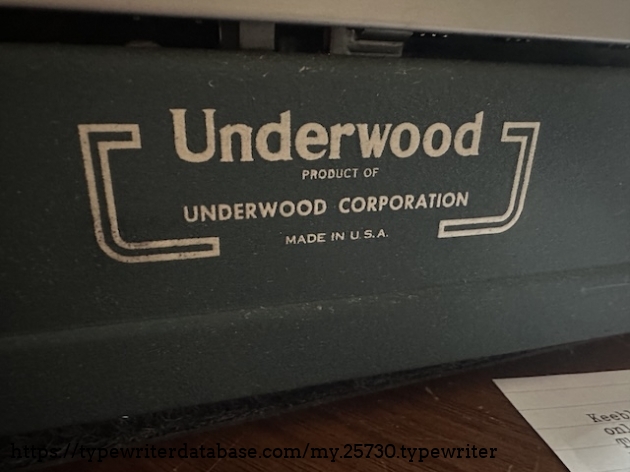 Underwood
PRODUCT OF
UNDERWOOD CORPORATION
MADE IN U.S.A.
https://typewriterdatabase.com/my.25730.typewriter